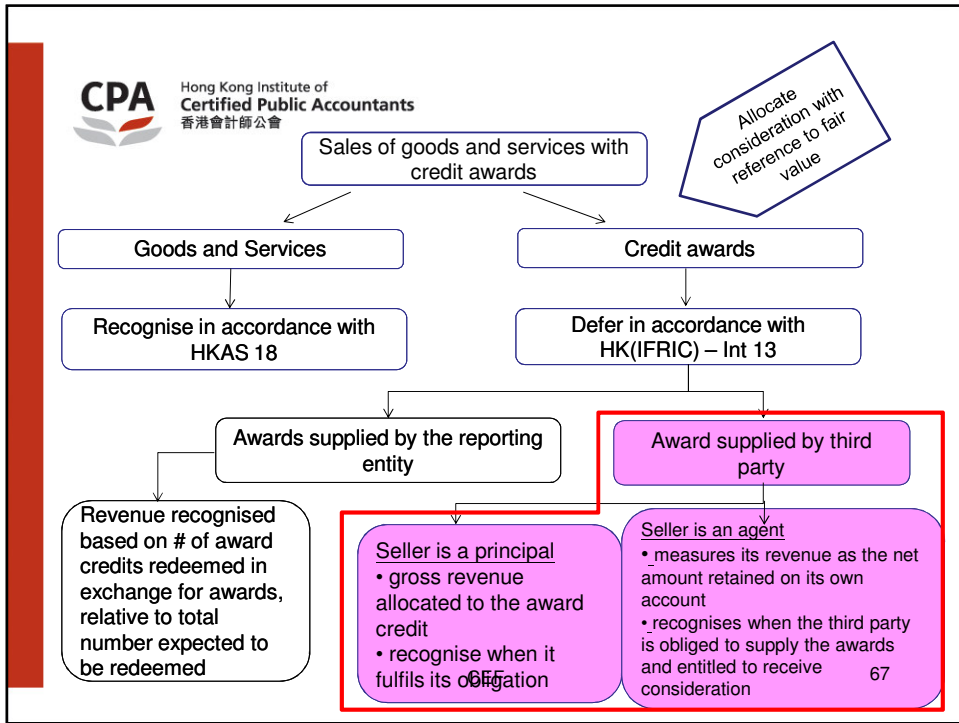 CPA
Hong Kong Institute of
Certified Public Accountants
香港會計師公會
Allocate
consideration with
reference to fair
value
Sales of goods and services with
credit awards
Goods and Services
Credit awards
Recognise in accordance with
HKAS 18
Defer in accordance with
HK(IFRIC) – Int 13
Awards supplied by the reporting
entity
Award supplied by third
party
Revenue recognised
based on # of award
credits redeemed in
exchange for awards,
relative to total
number expected to
be redeemed
Seller is a principal
• gross revenue
allocated to the award
credit
• recognise when it
fulfils its obligation
Seller is an agent
• measures its revenue as the net
amount retained on its own
account
• recognises when the third party
is obliged to supply the awards
and entitled to receive
consideration
CEF
67